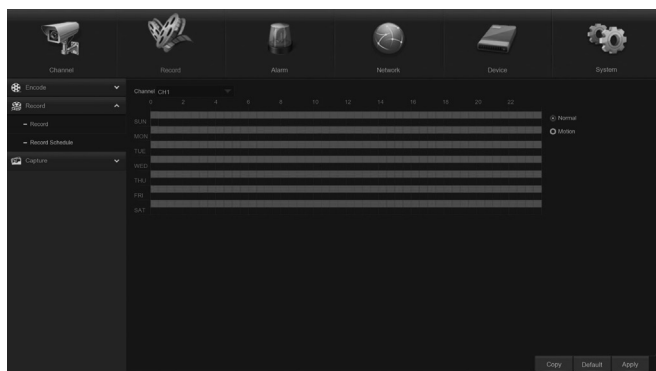 Channel Record Alarm Network Device System
Encode
Record
– Record
– Record Schedule
Capture
Channel CH1
0 2 4 6 8 10 12 14 16 18 20 22
SUN
MON
TUE
WED
THU
FRI
SAT
Normal
Motion
Copy Default Apply